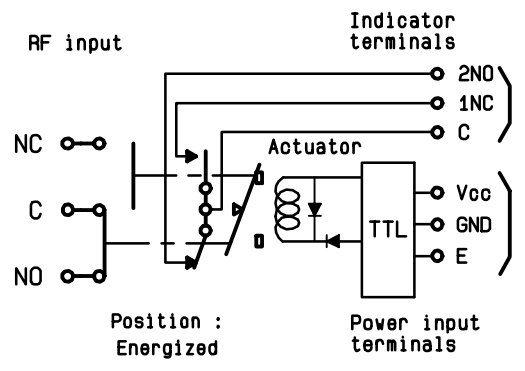 RF input
Indicator
terminals
2NO
1NC
C
NC
C
NO
Actuator
TTL
Vcc
GND
E
Position :
Energized
Power input
terminals